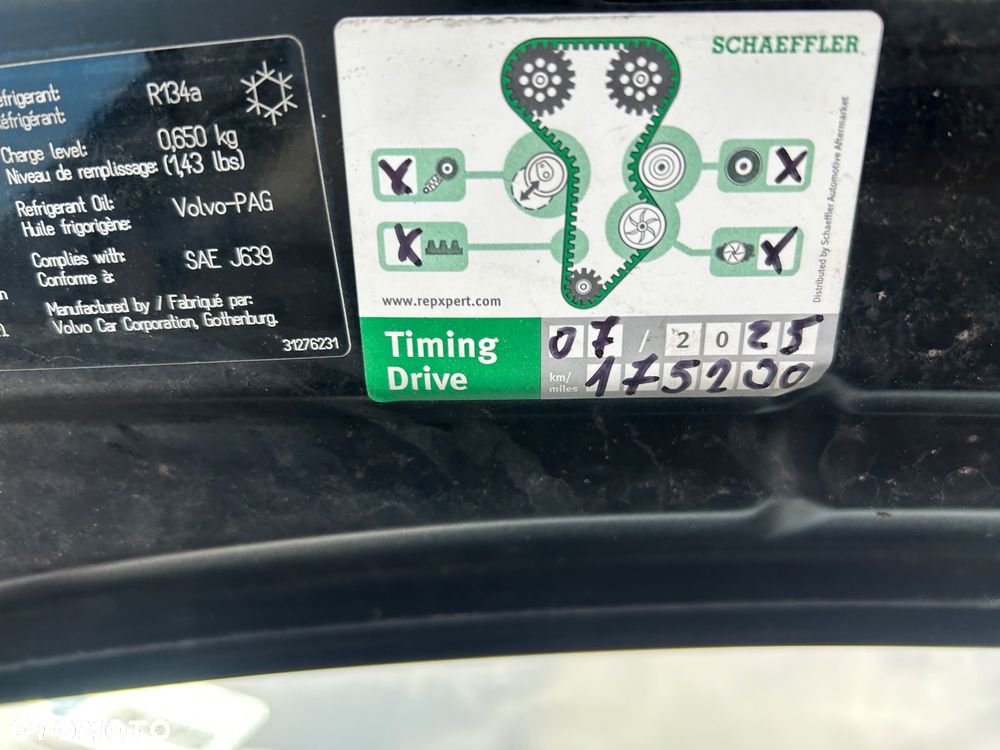 frigerant: R134a
éfrigérant:
Charge level: 0,650 kg
Niveau de remplissage: (1,43 lbs)
Refrigerant Oil: Volvo-PAG
Huile frigorigène:
Complies with: SAE J639
Conforme à:
Manufactured by / Fabriqué par:
Volvo Car Corporation, Gothenburg.
31276231
SCHAEFFLER
X
X
X
X
www.repxpert.com
Distributed by Schaeffler Automotive Aftermarket
Timing
Drive
07 / 2025
km/
miles 175200
OTOMOTO